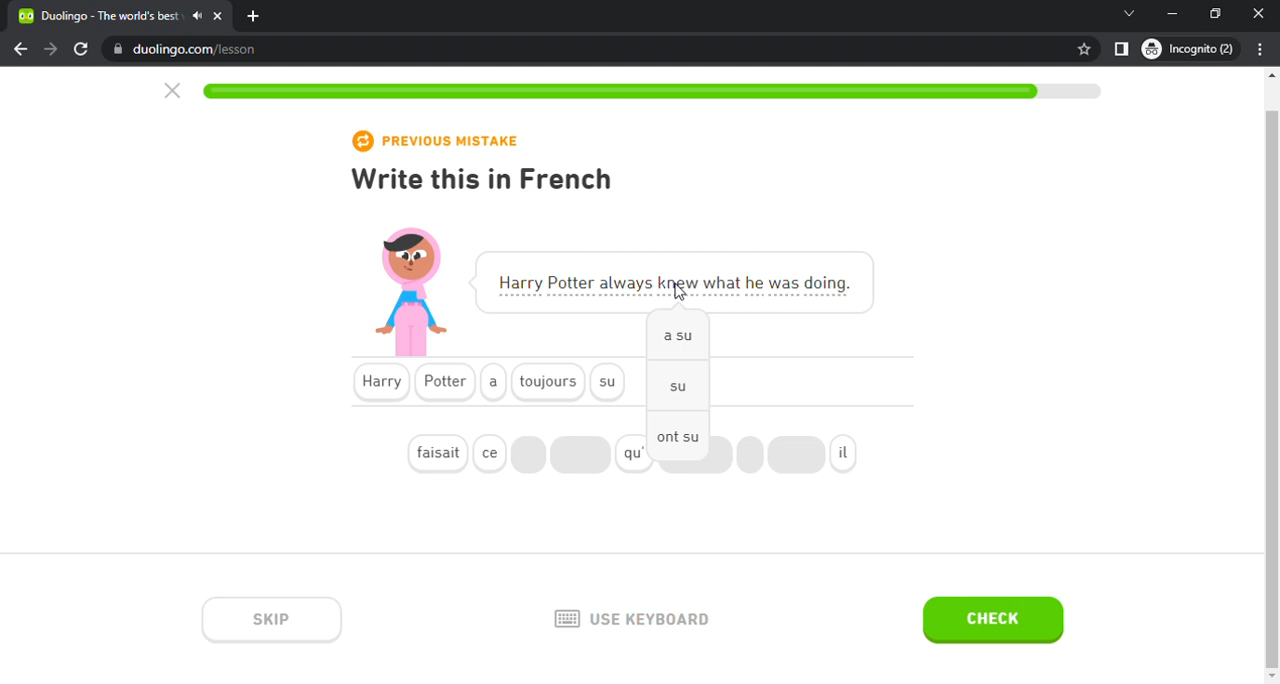 Duolingo - The world's best
duolingo.com/lesson
Incognito (2)
PREVIOUS MISTAKE
Write this in French
Harry Potter always knew what he was doing.
a su
su
ont su
Harry Potter a toujours su
faisait ce qu' il
SKIP
USE KEYBOARD
CHECK